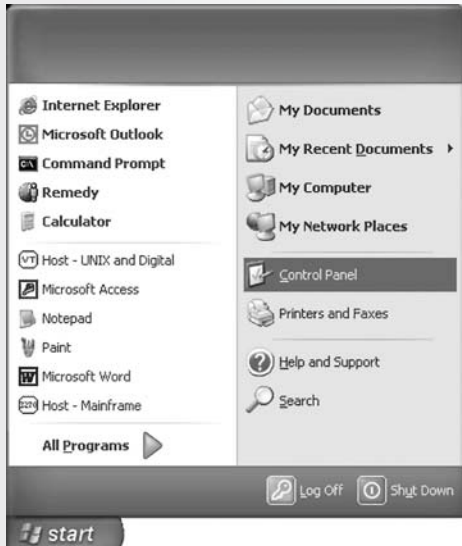 Internet Explorer
Microsoft Outlook
Command Prompt
Remedy
Calculator
Host - UNIX and Digital
Microsoft Access
Notepad
Paint
Microsoft Word
Host - Mainframe
All Programs
My Documents
My Recent Documents
My Computer
My Network Places
Control Panel
Printers and Faxes
Help and Support
Search
Log Off
Shut Down
start